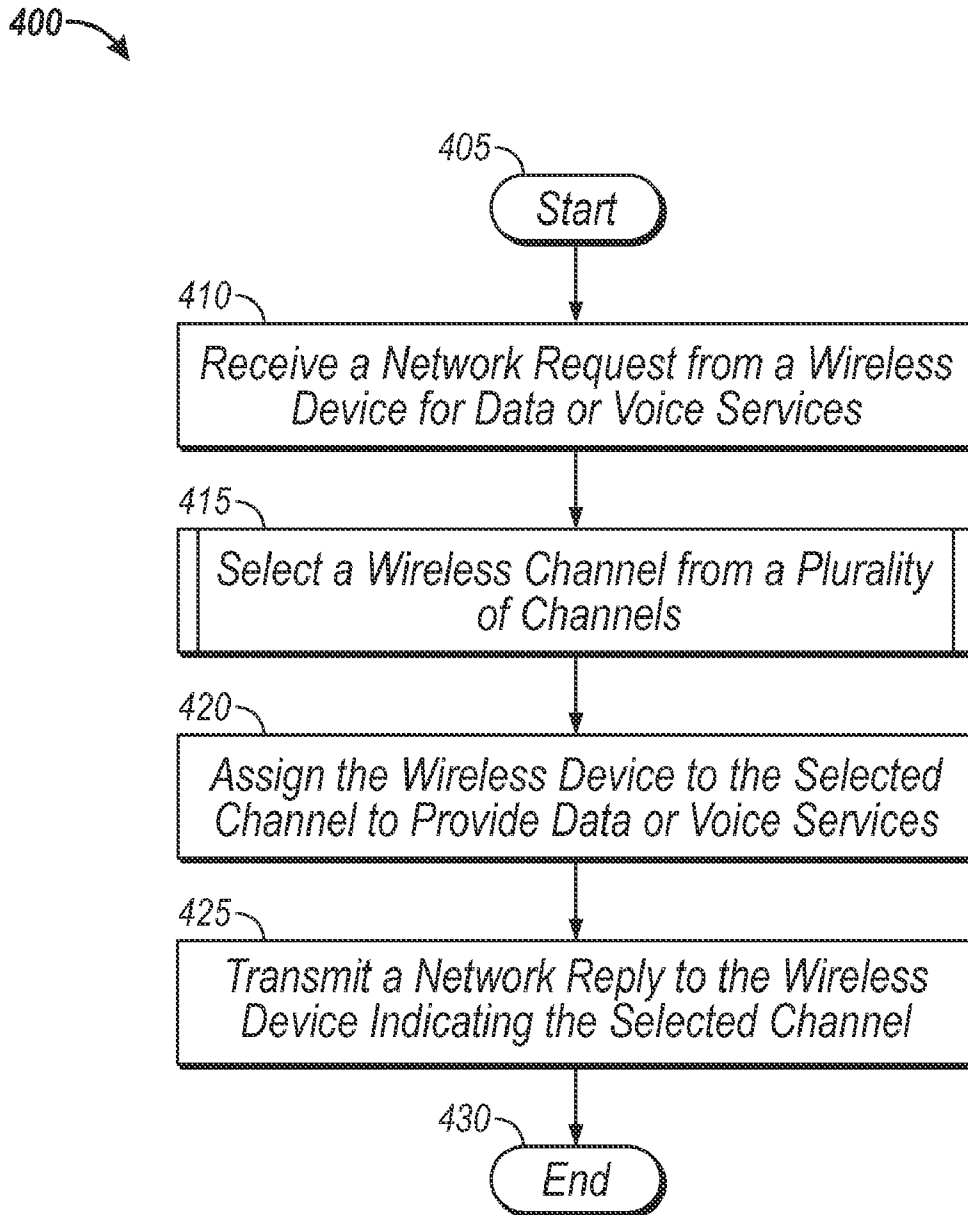 400
405
Start
410
Receive a Network Request from a Wireless
Device for Data or Voice Services
415
Select a Wireless Channel from a Plurality
of Channels
420
Assign the Wireless Device to the Selected
Channel to Provide Data or Voice Services
425
Transmit a Network Reply to the Wireless
Device Indicating the Selected Channel
430
End